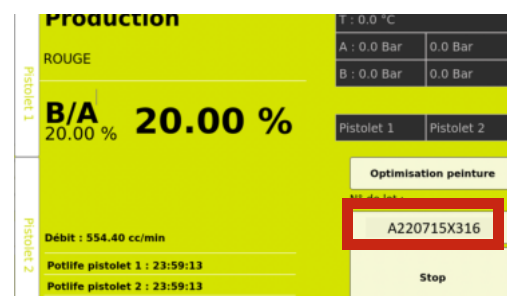 Production
ROUGE
B/A
20.00 %
20.00 %
Débit : 554.40 cc/min
Potlife pistolet 1 : 23:59:13
Potlife pistolet 2 : 23:59:13
Pistolet 1
Pistolet 2
T : 0.0 °C
A : 0.0 Bar 0.0 Bar
B : 0.0 Bar 0.0 Bar
Pistolet 1 Pistolet 2
Optimisation peinture
N° de lot :
A220715X316
Stop